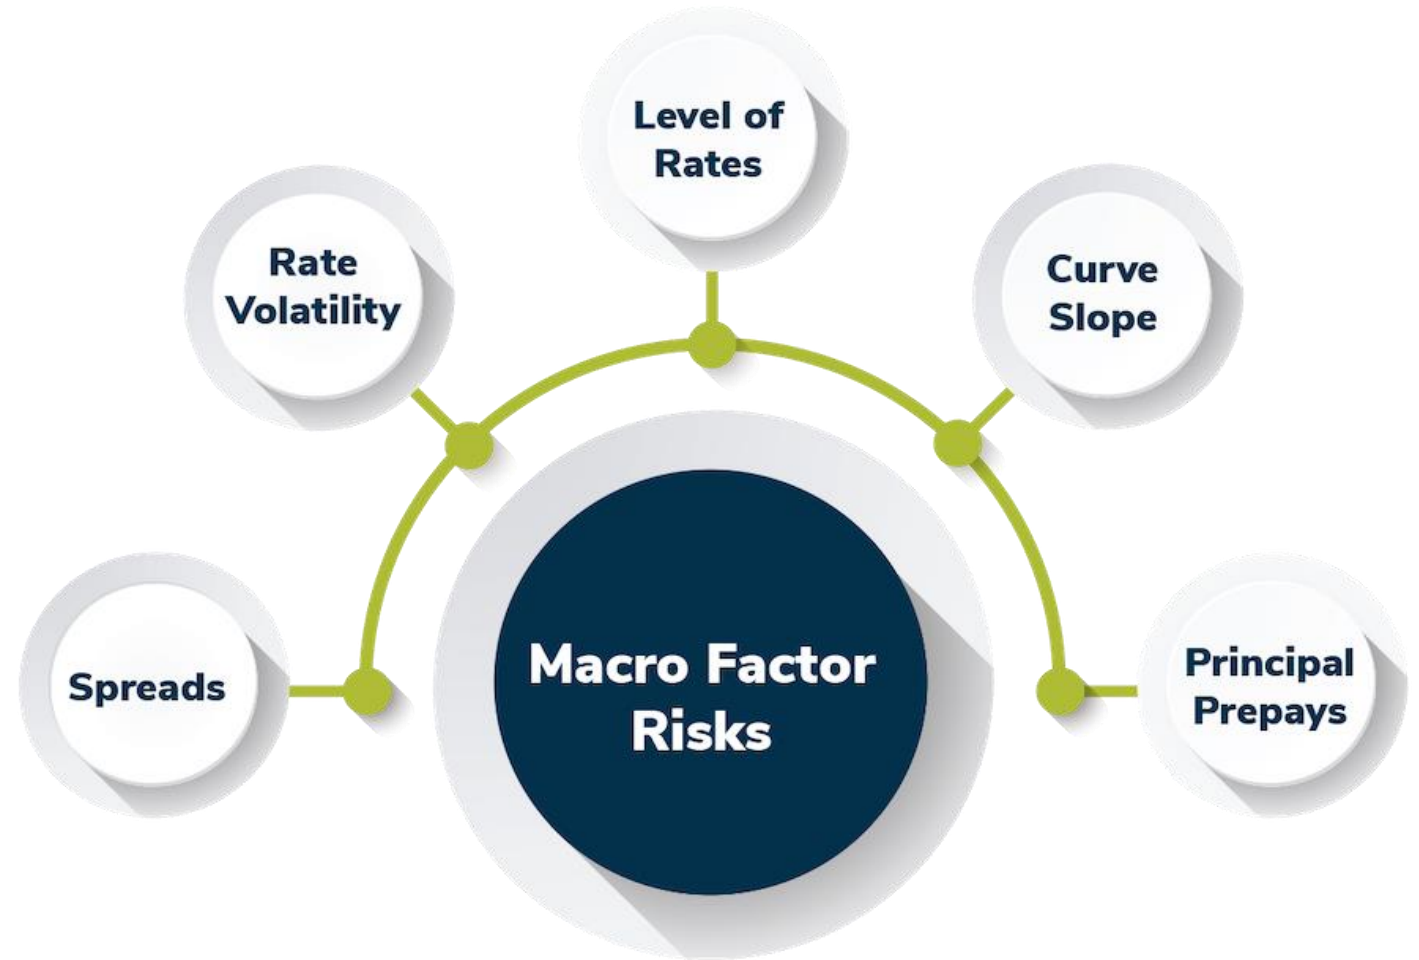 Level of
Rates
Rate
Volatility
Curve
Slope
Spreads
Macro Factor
Risks
Principal
Prepays